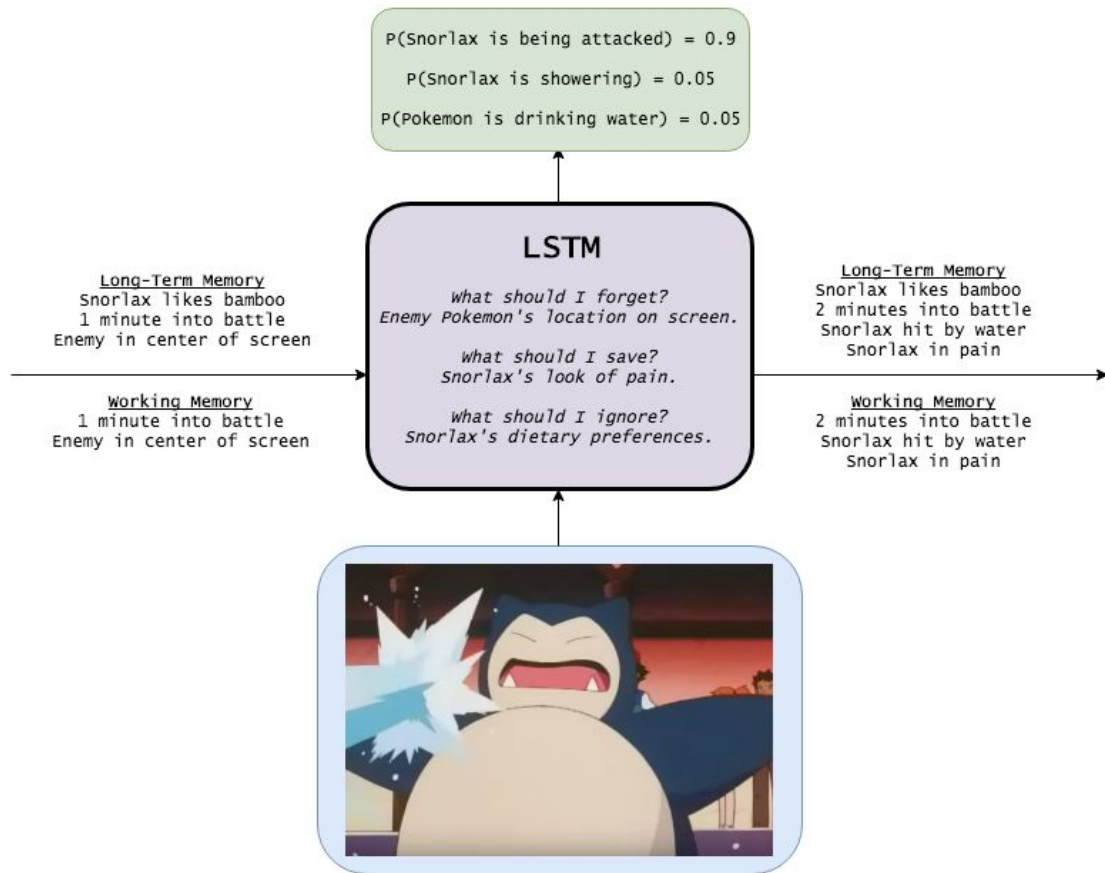 P(Snorlax is being attacked) = 0.9
P(Snorlax is showering) = 0.05
P(Pokemon is drinking water) = 0.05
LSTM
What should I forget?
Enemy Pokemon's location on screen.
What should I save?
Snorlax's look of pain.
What should I ignore?
Snorlax's dietary preferences.
Long-Term Memory
Snorlax likes bamboo
1 minute into battle
Enemy in center of screen
Working Memory
1 minute into battle
Enemy in center of screen
Long-Term Memory
Snorlax likes bamboo
2 minutes into battle
Snorlax hit by water
Snorlax in pain
Working Memory
2 minutes into battle
Snorlax hit by water
Snorlax in pain